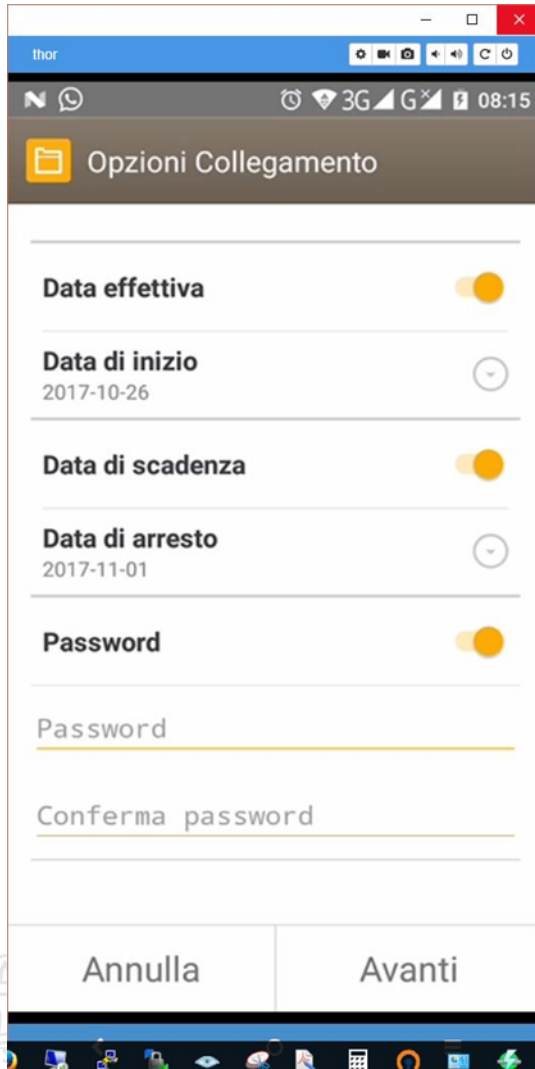 thor
3G G 08:15
Opzioni Collegamento
Data effettiva
Data di inizio
2017-10-26
Data di scadenza
Data di arresto
2017-11-01
Password
Password
Conferma password
Annulla Avanti